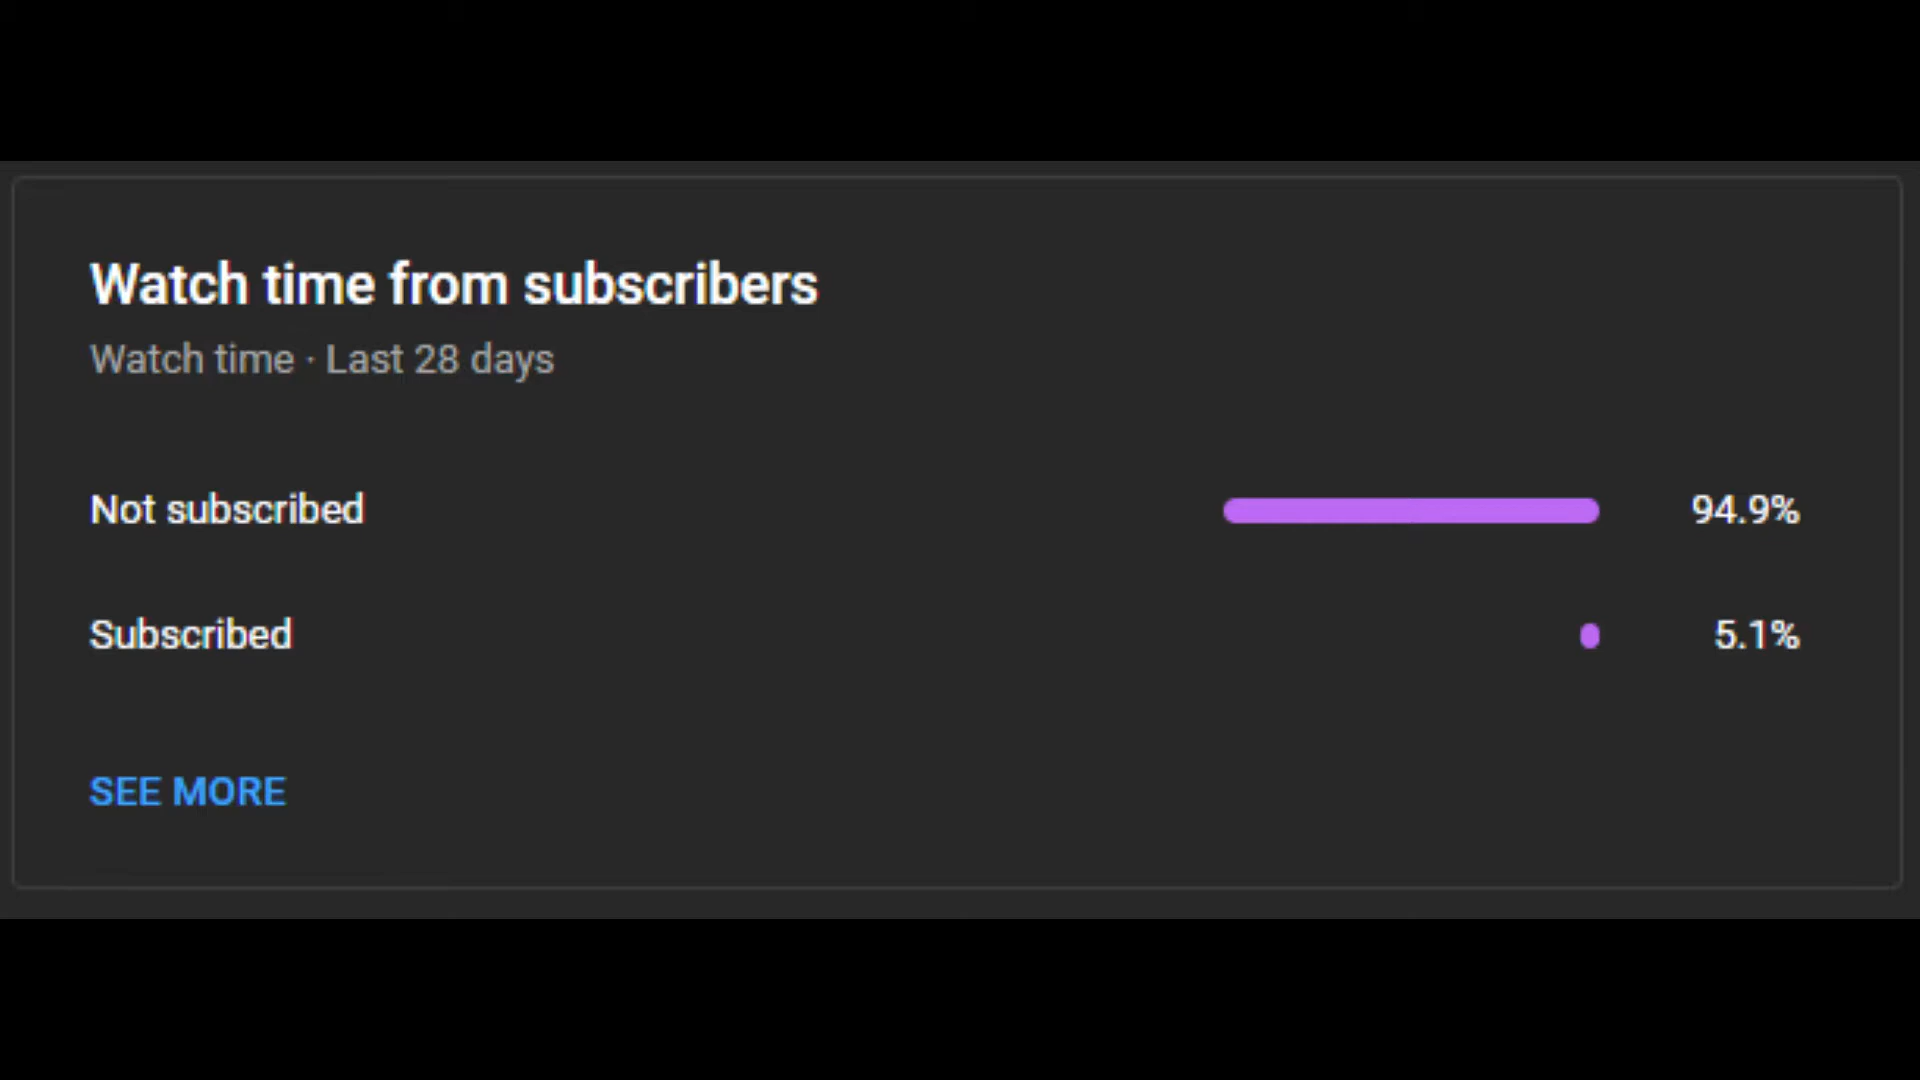 Watch time from subscribers
Watch time · Last 28 days
Not subscribed 94.9%
Subscribed 5.1%
SEE MORE